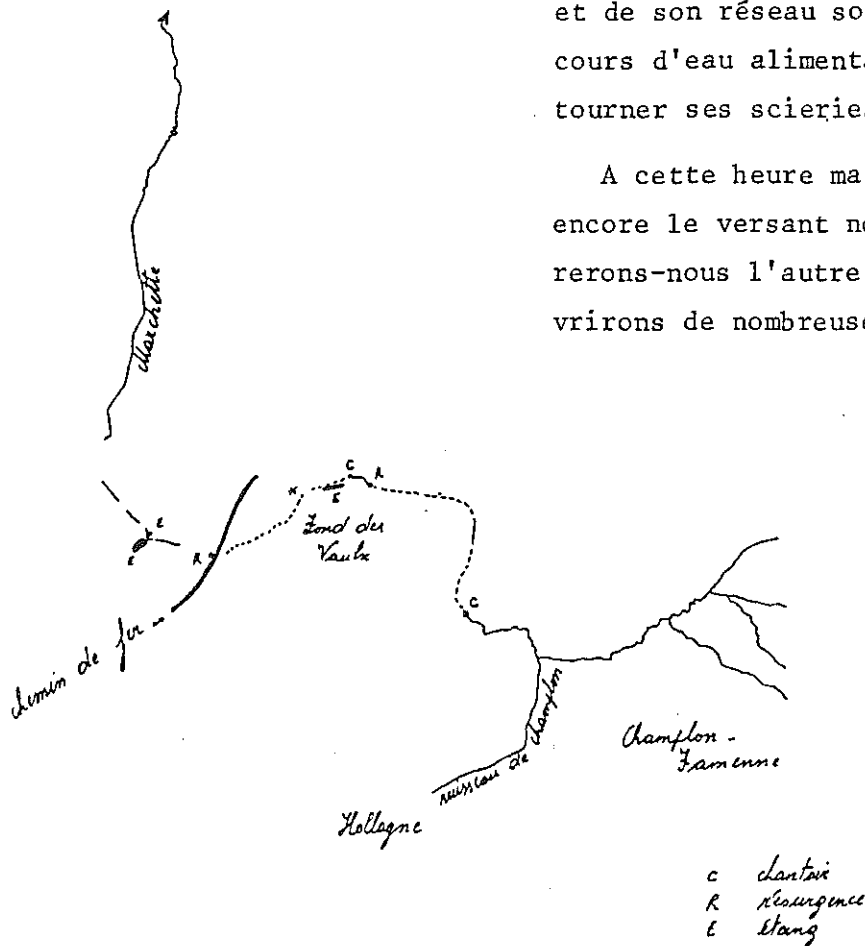 et de son réseau so
cours d'eau alimenta
tourner ses scieries
A cette heure ma
encore le versant no
rerons-nous l'autre
vrirons de nombreuse
Marchette
C
R
K
E
Fond des
Vaulx
E
E
R
C
chemin de fer
ruisseau de champlon
Champlon -
Famenne
Hollogne
C chantoir
R résurgence
E étang